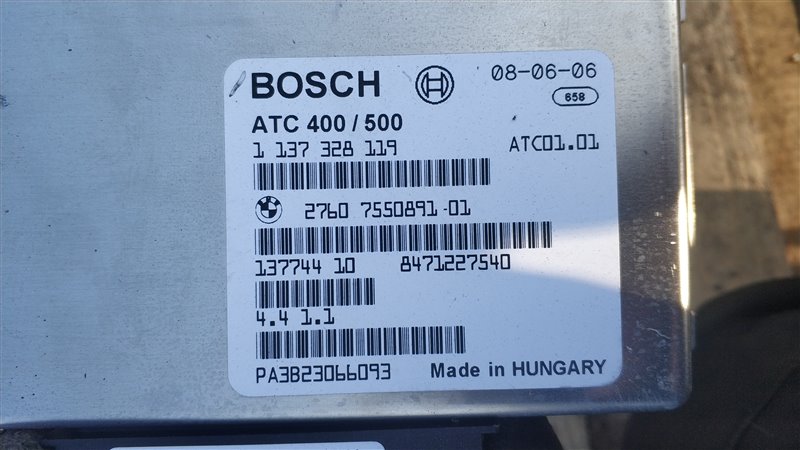 BOSCH 08-06-06
658
ATC 400 / 500
1 137 328 119 ATC01.01
2760 7550891-01
137744 10 8471227540
4.4 1.1
PA3B23066093 Made in HUNGARY